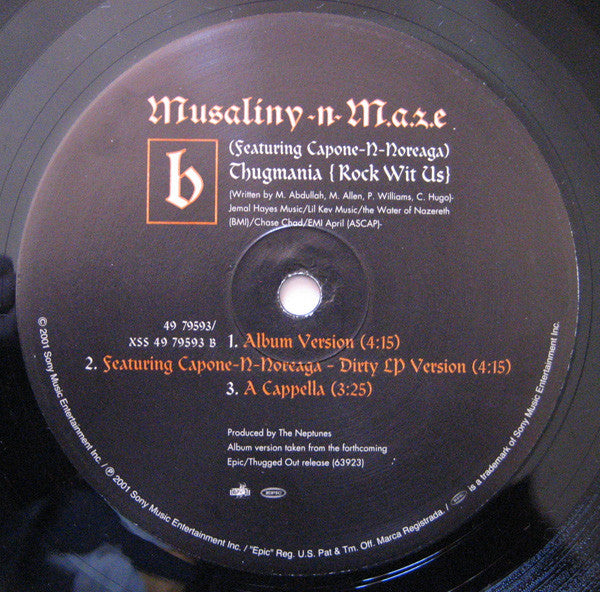 Musaliny -n- M.a.z.e
b
(Featuring Capone-N-Noreaga)
Thugmania {Rock Wit Us}
(Written by M. Abdullah, M. Allen, P. Williams, C. Hugo)-
Jemal Hayes Music/Lil Kev Music/the Water of Nazereth
(BMI)/Chase Chad/EMI April (ASCAP)-
49 79593/
XSS 49 79593 B
1. Album Version (4:15)
2. Featuring Capone-N-Noreaga - Dirty LP Version (4:15)
3. A Cappella (3:25)
Produced by The Neptunes
Album version taken from the forthcoming
Epic/Thugged Out release (63923)
EPIC
© 2001 Sony Music Entertainment Inc. / ℗ 2001 Sony Music Entertainment Inc. / "Epic" Reg. U.S. Pat & Tm. Off. Marca Registrada. / is a trademark of Sony Music Entertainment Inc.